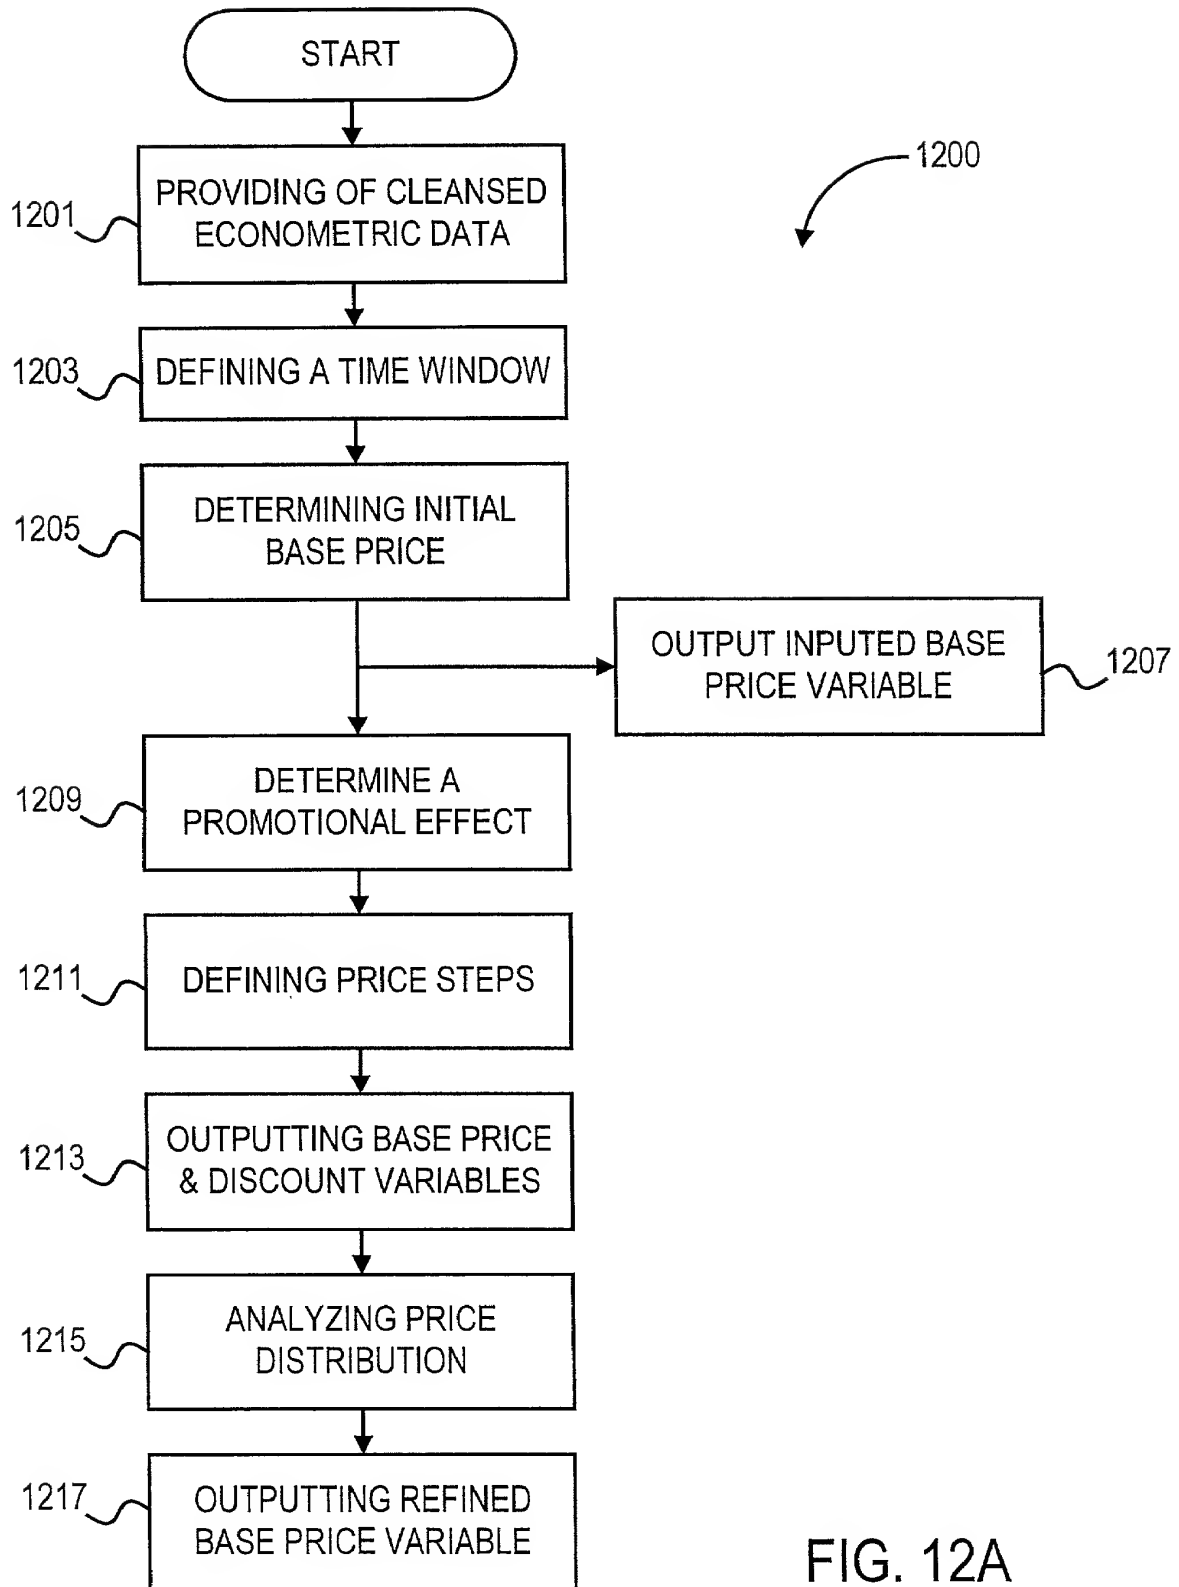 START
1200
1201
PROVIDING OF CLEANSED
ECONOMETRIC DATA
1203
DEFINING A TIME WINDOW
1205
DETERMINING INITIAL
BASE PRICE
OUTPUT INPUTED BASE
PRICE VARIABLE
1207
1209
DETERMINE A
PROMOTIONAL EFFECT
1211
DEFINING PRICE STEPS
1213
OUTPUTTING BASE PRICE
& DISCOUNT VARIABLES
1215
ANALYZING PRICE
DISTRIBUTION
1217
OUTPUTTING REFINED
BASE PRICE VARIABLE
FIG. 12A